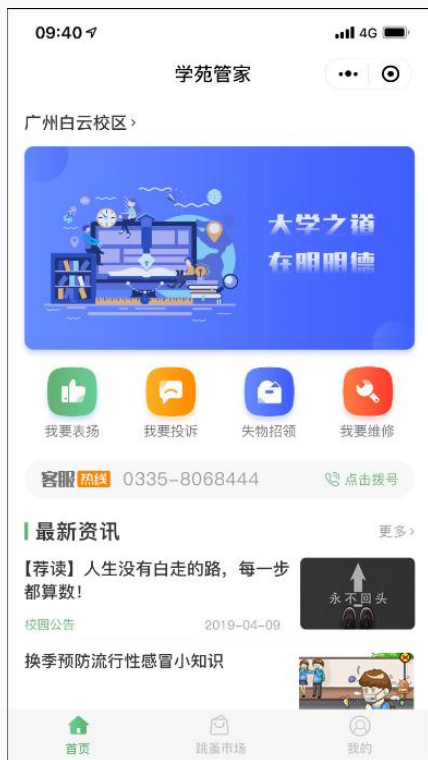 09:40
4G
学苑管家
广州白云校区
大学之道
在明明德
我要表扬
我要投诉
失物招领
我要维修
客服热线 0335-8068444 点击拨号
最新资讯
更多
【荐读】人生没有白走的路，每一步
都算数！
永不回头
校园公告
2019-04-09
换季预防流行性感冒小知识
首页
跳蚤市场
我的